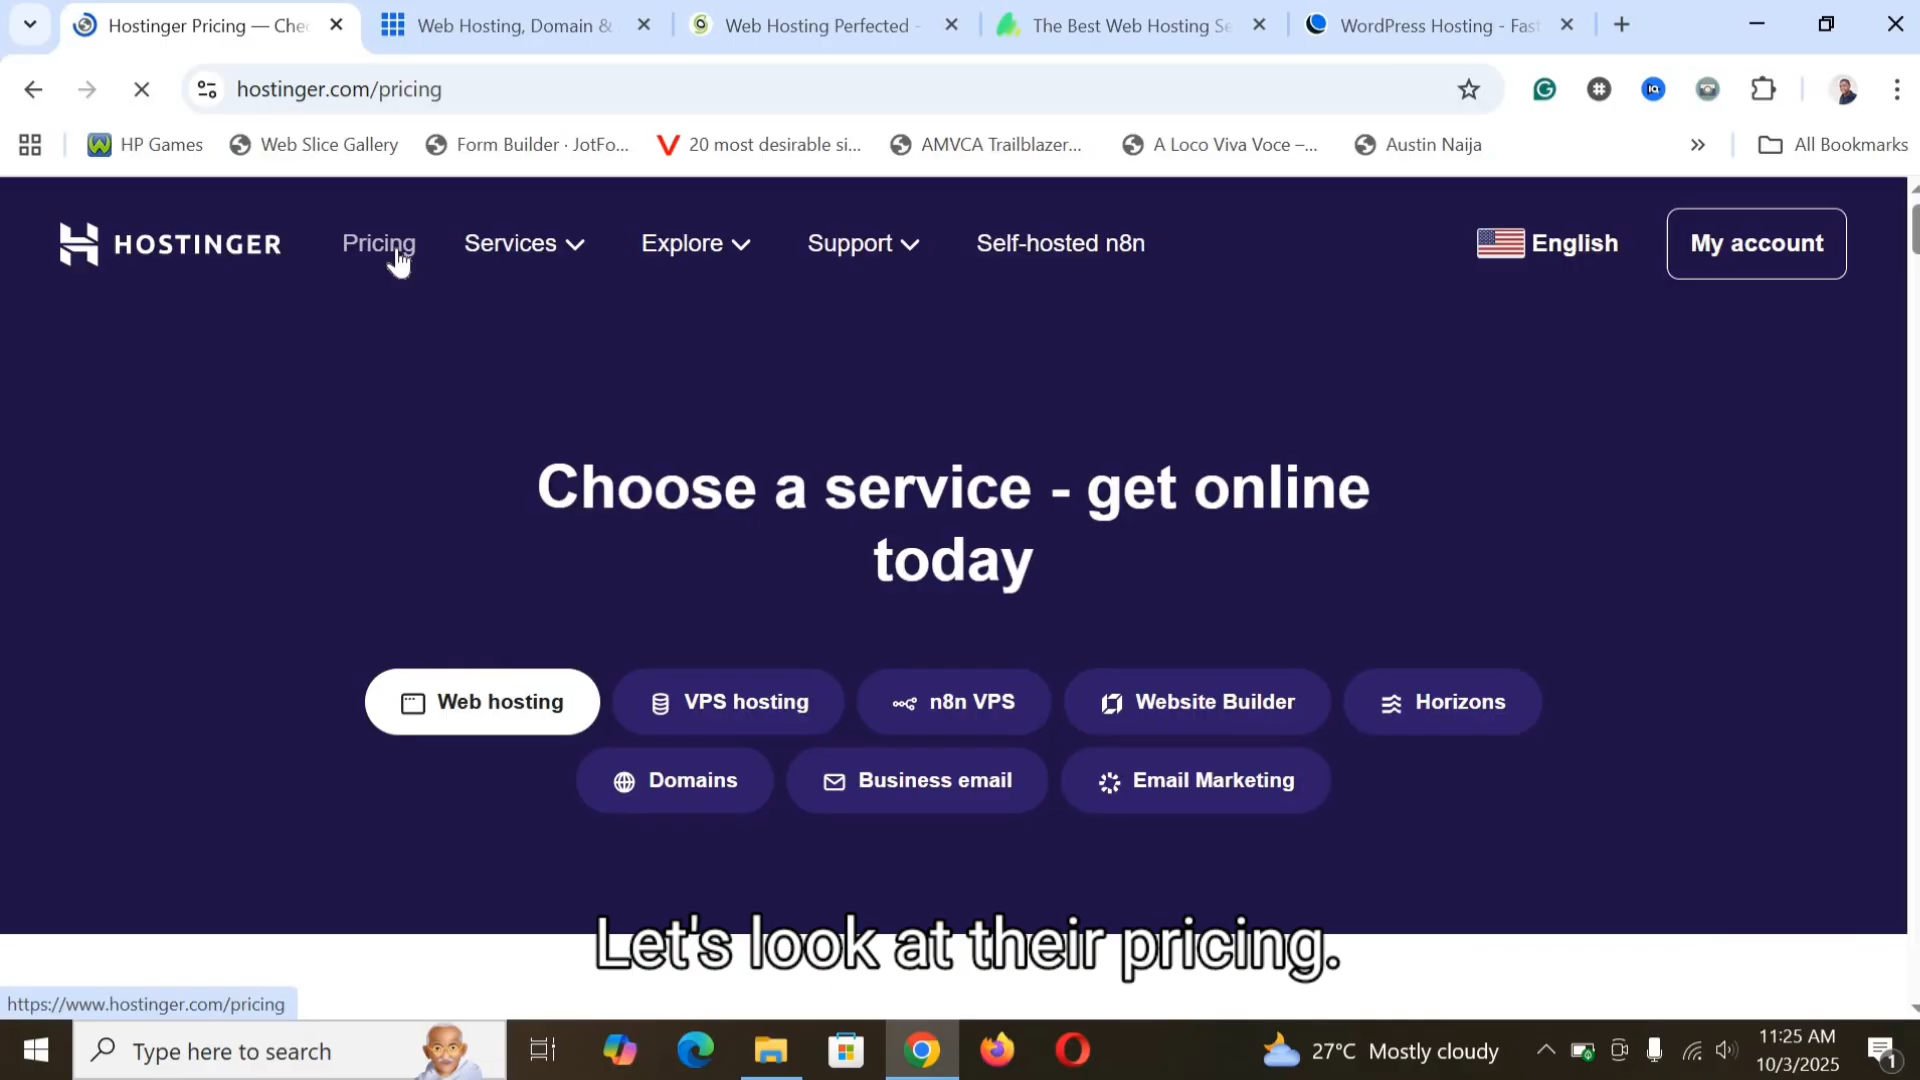 Hostinger Pricing — Che
Web Hosting, Domain &
Web Hosting Perfected -
The Best Web Hosting Se
WordPress Hosting - Fast
hostinger.com/pricing
HP Games
Web Slice Gallery
Form Builder · JotFo...
20 most desirable si...
AMVCA Trailblazer...
A Loco Viva Voce –...
Austin Naija
»
All Bookmarks
HOSTINGER
Pricing
Services
Explore
Support
Self-hosted n8n
English
My account
Choose a service - get online
today
Web hosting
VPS hosting
n8n VPS
Website Builder
Horizons
Domains
Business email
Email Marketing
Let's look at their pricing.
https://www.hostinger.com/pricing
Type here to search
27°C Mostly cloudy
11:25 AM
10/3/2025
1